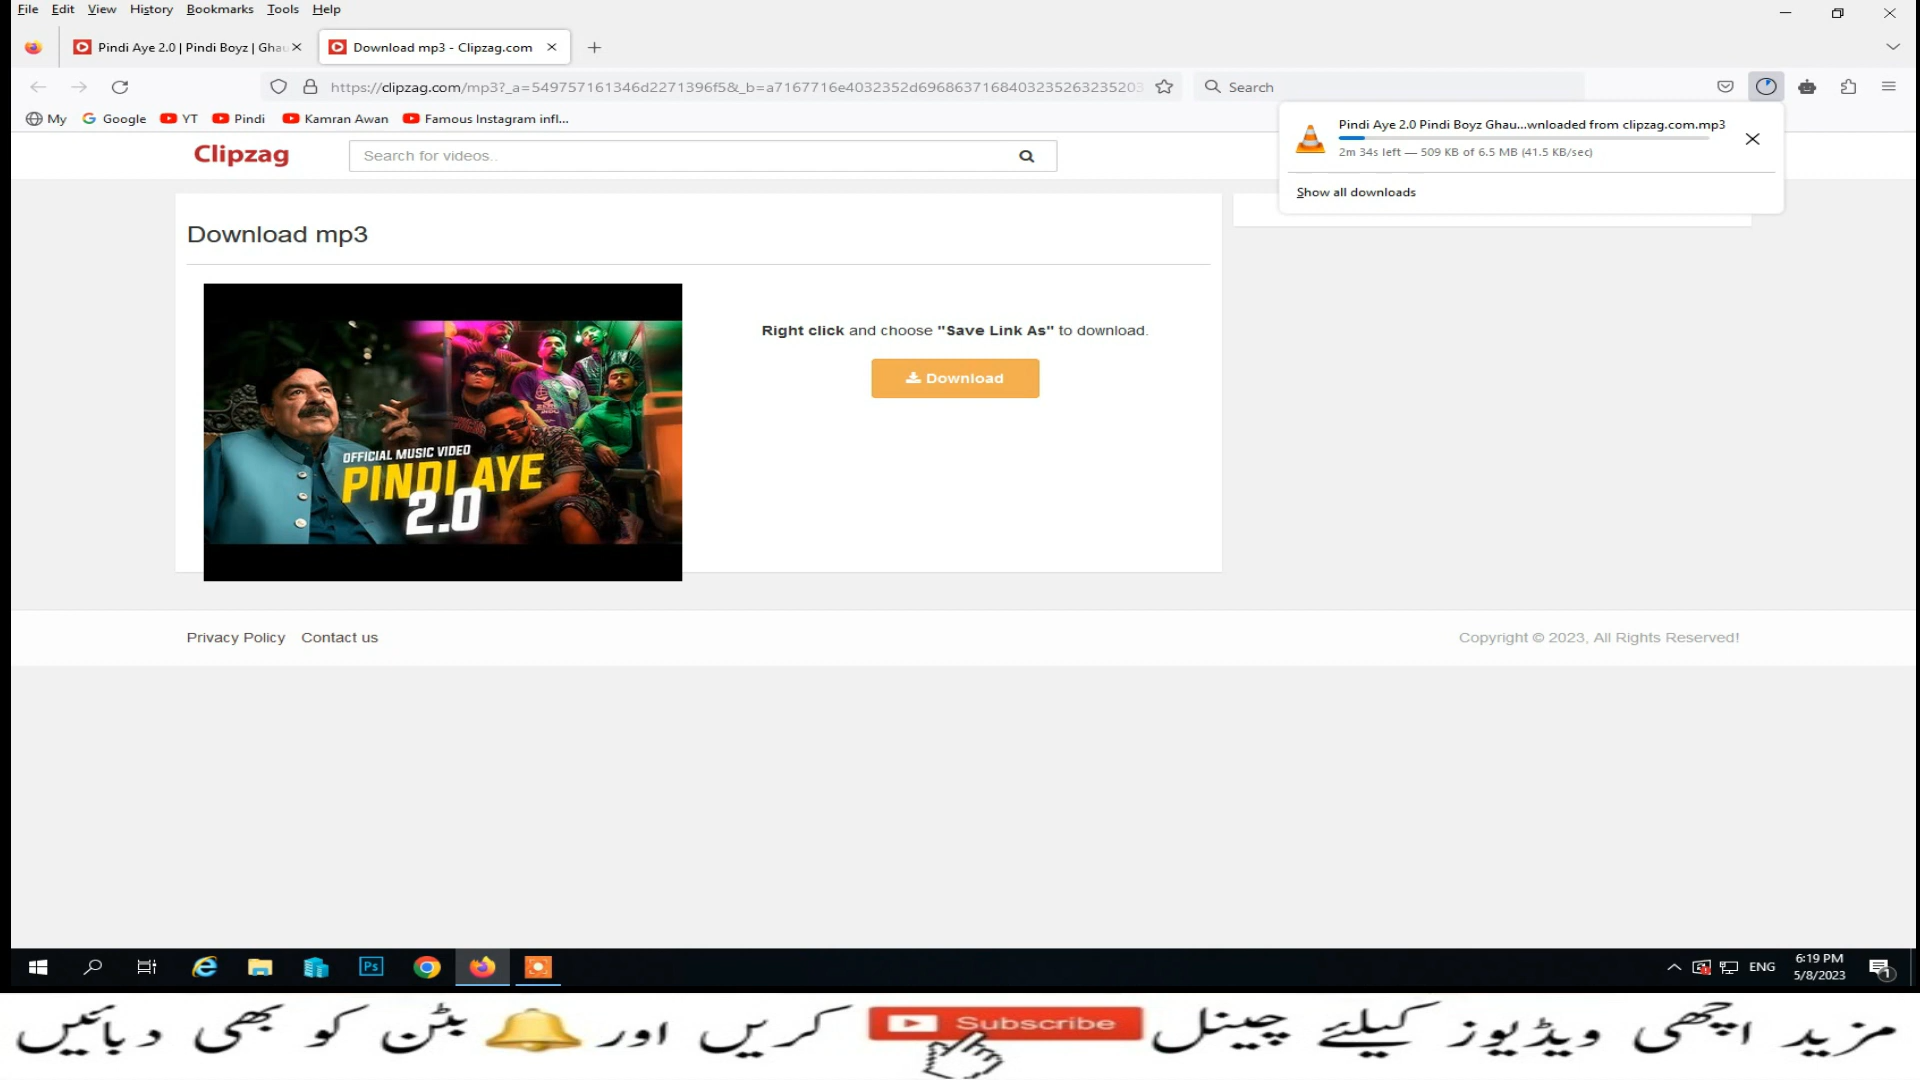 File Edit View History Bookmarks Tools Help
Pindi Aye 2.0 | Pindi Boyz | Ghau
Download mp3 - Clipzag.com
https://clipzag.com/mp3?_a=549757161346d2271396f5&_b=a7167716e4032352d6968637168403235263235203
Search
My Google YT Pindi Kamran Awan Famous Instagram infl...
Pindi Aye 2.0 Pindi Boyz Ghau...wnloaded from clipzag.com.mp3
2m 34s left — 509 KB of 6.5 MB (41.5 KB/sec)
Show all downloads
Clipzag
Search for videos..
Download mp3
Right click and choose "Save Link As" to download.
Download
OFFICIAL MUSIC VIDEO
PINDI AYE
2.0
Privacy Policy Contact us
Copyright © 2023, All Rights Reserved!
Ps
ENG
6:19 PM
5/8/2023
1
مزید اچھی ویڈیوز کیلئے چینل Subscribe کریں اور بٹن کو بھی دبائیں